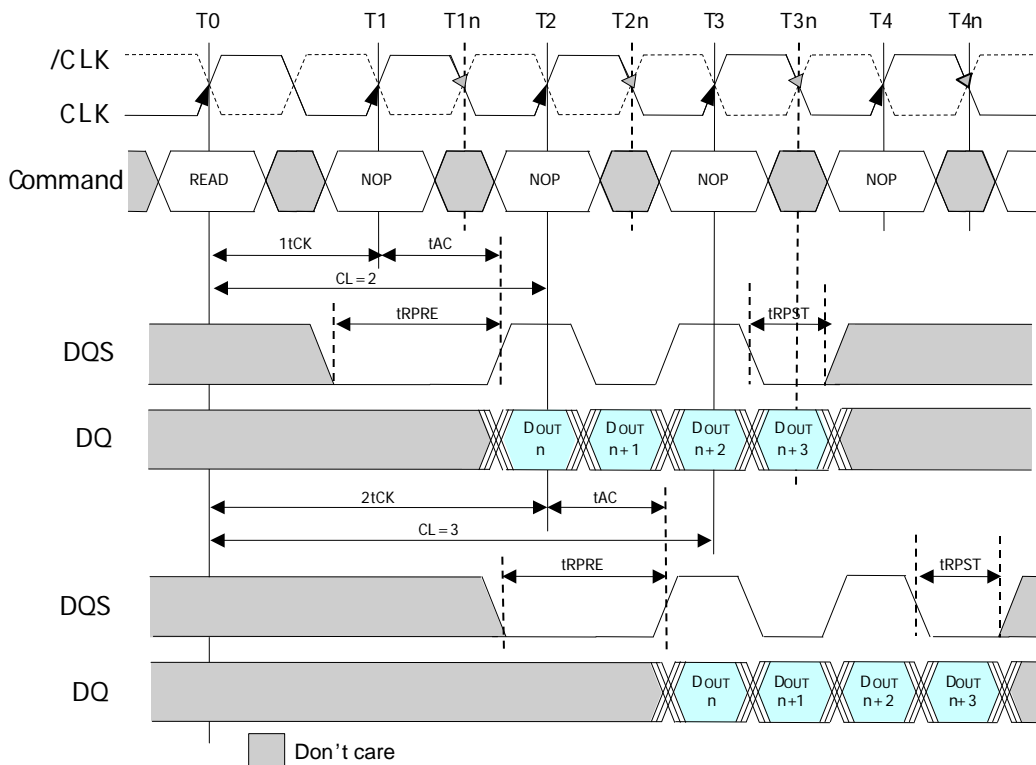 T0 T1 T1n T2 T2n T3 T3n T4 T4n
/CLK
CLK
Command READ NOP NOP NOP NOP
1tCK tAC
CL=2
tRPRE tRPST
DQS
DQ DOUT n DOUT n+1 DOUT n+2 DOUT n+3
2tCK tAC
CL=3
tRPRE tRPST
DQS
DQ DOUT n DOUT n+1 DOUT n+2 DOUT n+3
Don't care